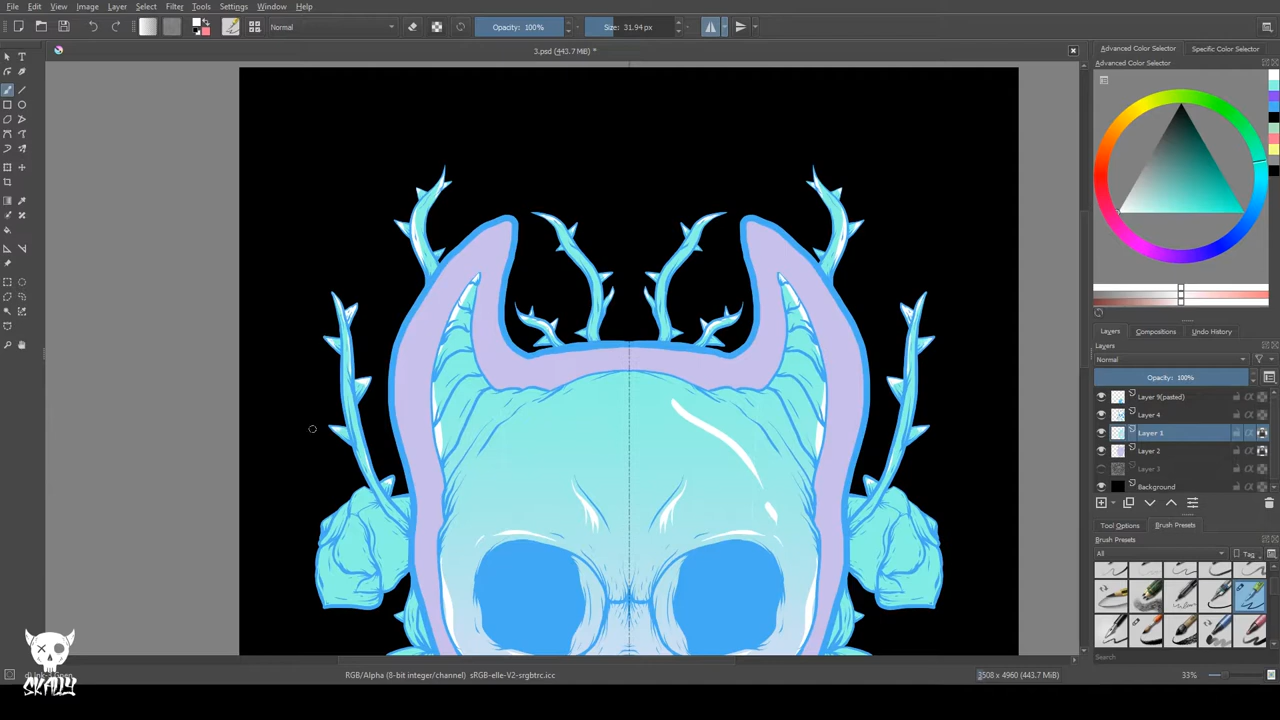 File Edit View Image Layer Select Filter Tools Settings Window Help
Normal Opacity: 100% Size: 31.94 px
3.psd (443.7 MiB) *
Advanced Color Selector Specific Color Selector
Advanced Color Selector
Layers Compositions Undo History
Layers
Normal
Opacity: 100%
Layer 9(pasted)
Layer 4
Layer 1
Layer 2
Layer 3
Background
Tool Options Brush Presets
Brush Presets
All Tag
Search
SKALLY
RGB/Alpha (8-bit integer/channel) sRGB-elle-V2-srgbtrc.icc
3508 x 4960 (443.7 MiB) 33%